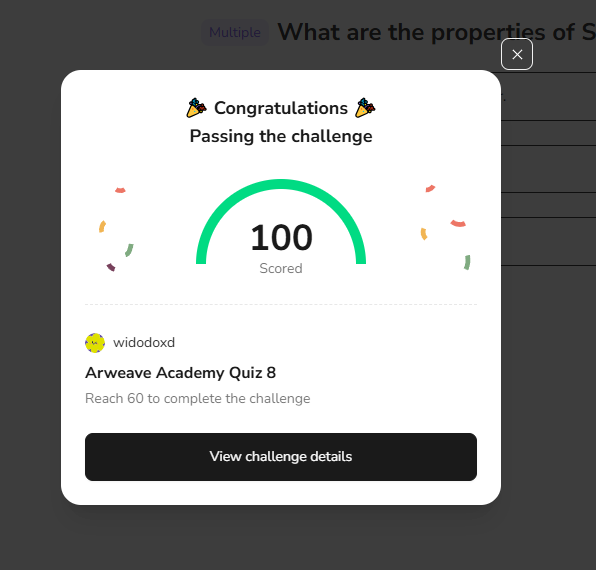 Multiple What are the properties of S
Congratulations
Passing the challenge
100
Scored
widodoxd
Arweave Academy Quiz 8
Reach 60 to complete the challenge
View challenge details